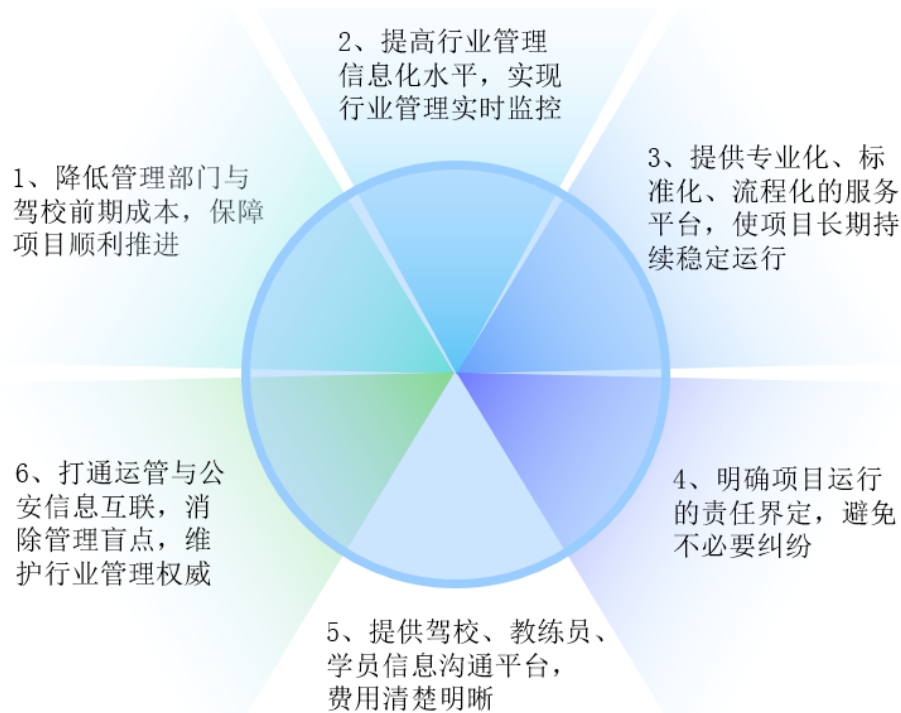 1、降低管理部门与
驾校前期成本，保障
项目顺利推进
2、提高行业管理
信息化水平，实现
行业管理实时监控
3、提供专业化、标
准化、流程化的服务
平台，使项目长期持
续稳定运行
4、明确项目运行
的责任界定，避免
不必要纠纷
5、提供驾校、教练员、
学员信息沟通平台，
费用清楚明晰
6、打通运管与公
安信息互联，消
除管理盲点，维
护行业管理权威